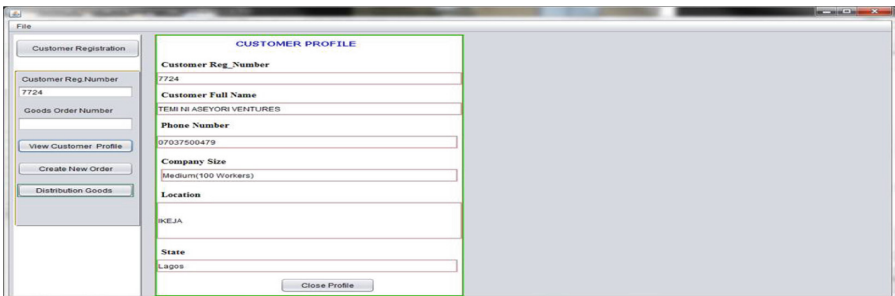 File
Customer Registration
Customer Reg.Number
7724
Goods Order Number
View Customer Profile
Create New Order
Distribution Goods
CUSTOMER PROFILE
Customer Reg_Number
7724
Customer Full Name
TEMI NI ASEYORI VENTURES
Phone Number
07037500479
Company Size
Medium(100 Workers)
Location
IKEJA
State
Lagos
Close Profile